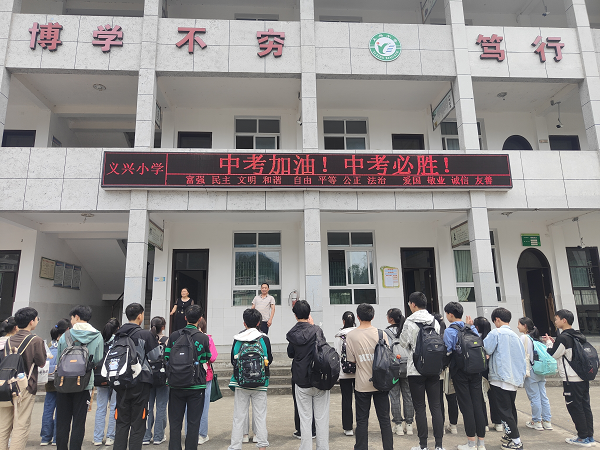 博学不穷 笃行
义兴小学 中考加油！中考必胜！
富强 民主 文明 和谐 自由 平等 公正 法治 爱国 敬业 诚信 友善